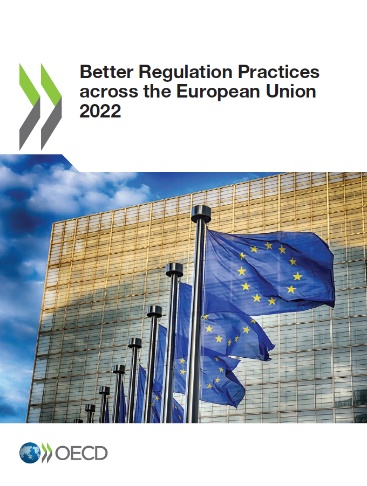 Better Regulation Practices
across the European Union
2022
OECD